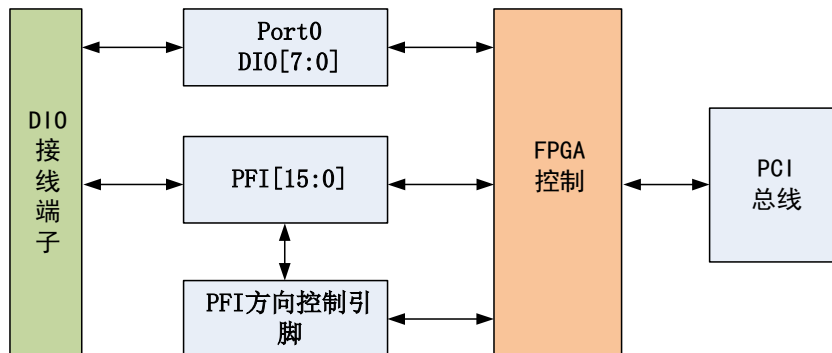 DIO
接
线
端
子
Port0
DIO[7:0]
PFI[15:0]
PFI方向控制引
脚
FPGA
控制
PCI
总线